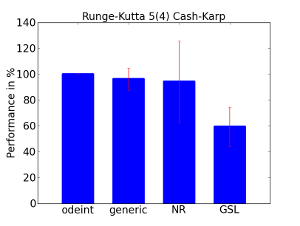 Runge-Kutta 5(4) Cash-Karp
Performance in %
140
120
100
80
60
40
20
0
odeint generic NR GSL